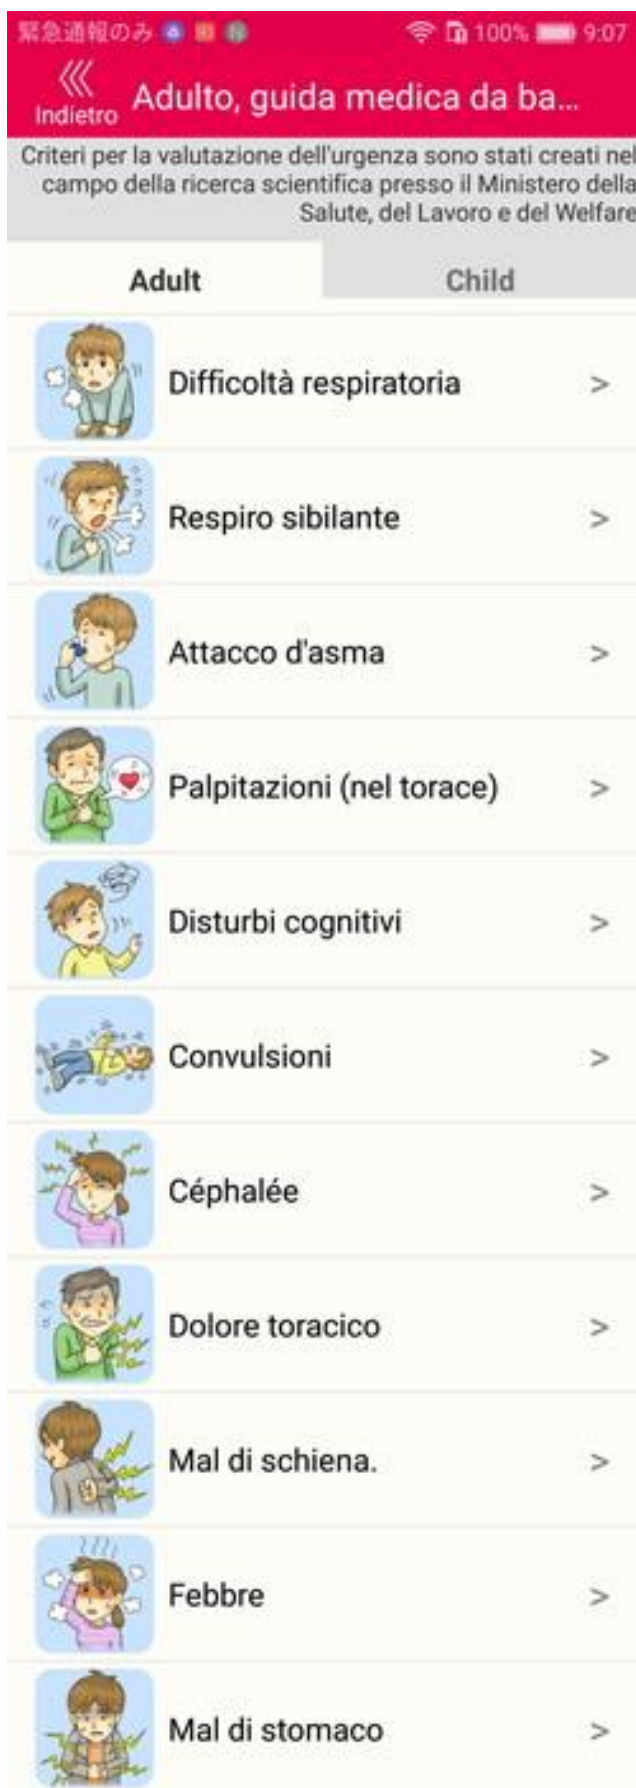 緊急通報のみ 100% 9:07
Indietro
Adulto, guida medica da ba...
Criteri per la valutazione dell'urgenza sono stati creati nel
campo della ricerca scientifica presso il Ministero della
Salute, del Lavoro e del Welfare
Adult Child
Difficoltà respiratoria >
Respiro sibilante >
Attacco d'asma >
Palpitazioni (nel torace) >
Disturbi cognitivi >
Convulsioni >
Céphalée >
Dolore toracico >
Mal di schiena. >
Febbre >
Mal di stomaco >